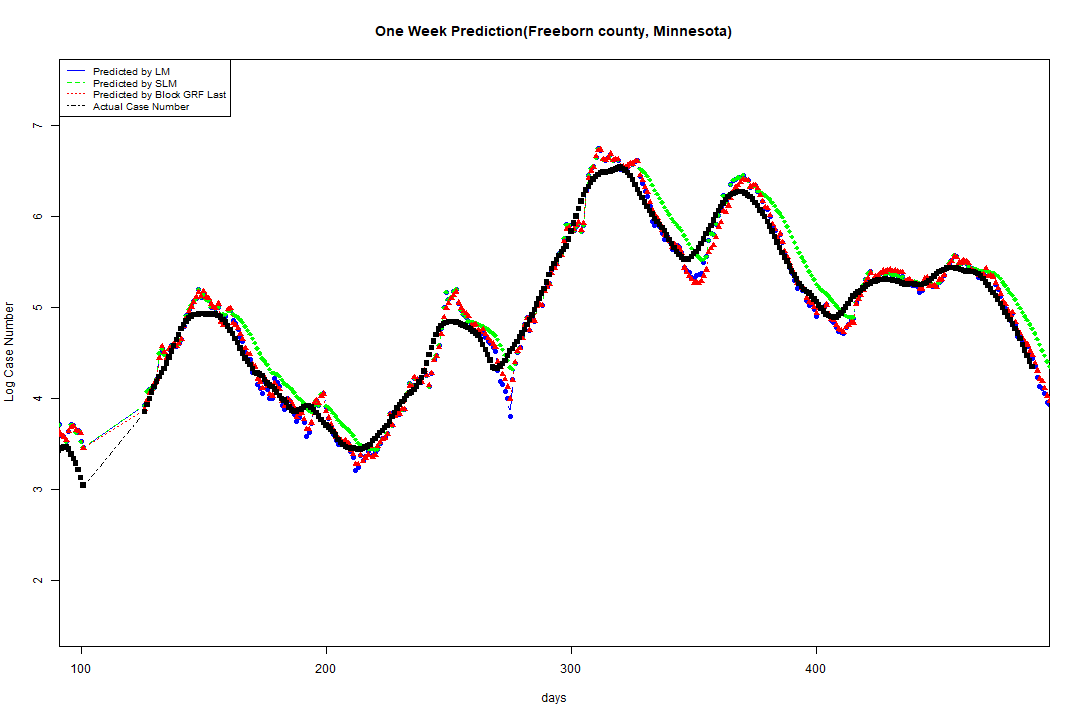 One Week Prediction(Freeborn county, Minnesota)
Predicted by LM
Predicted by SLM
Predicted by Block GRF Last
Actual Case Number
7
6
5
4
3
2
Log Case Number
100 200 300 400
days